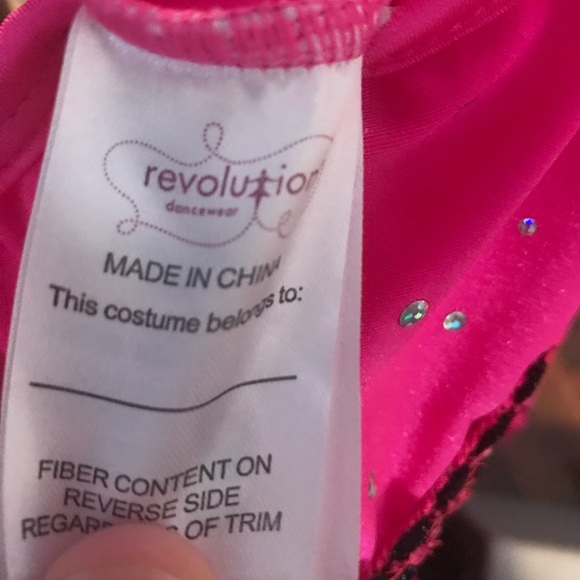 revolution
dancewear
MADE IN CHINA
This costume belongs to:
FIBER CONTENT ON
REVERSE SIDE
OF TRIM